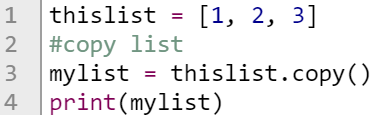 1 thislist = [1, 2, 3]
2 #copy list
3 mylist = thislist.copy()
4 print(mylist)